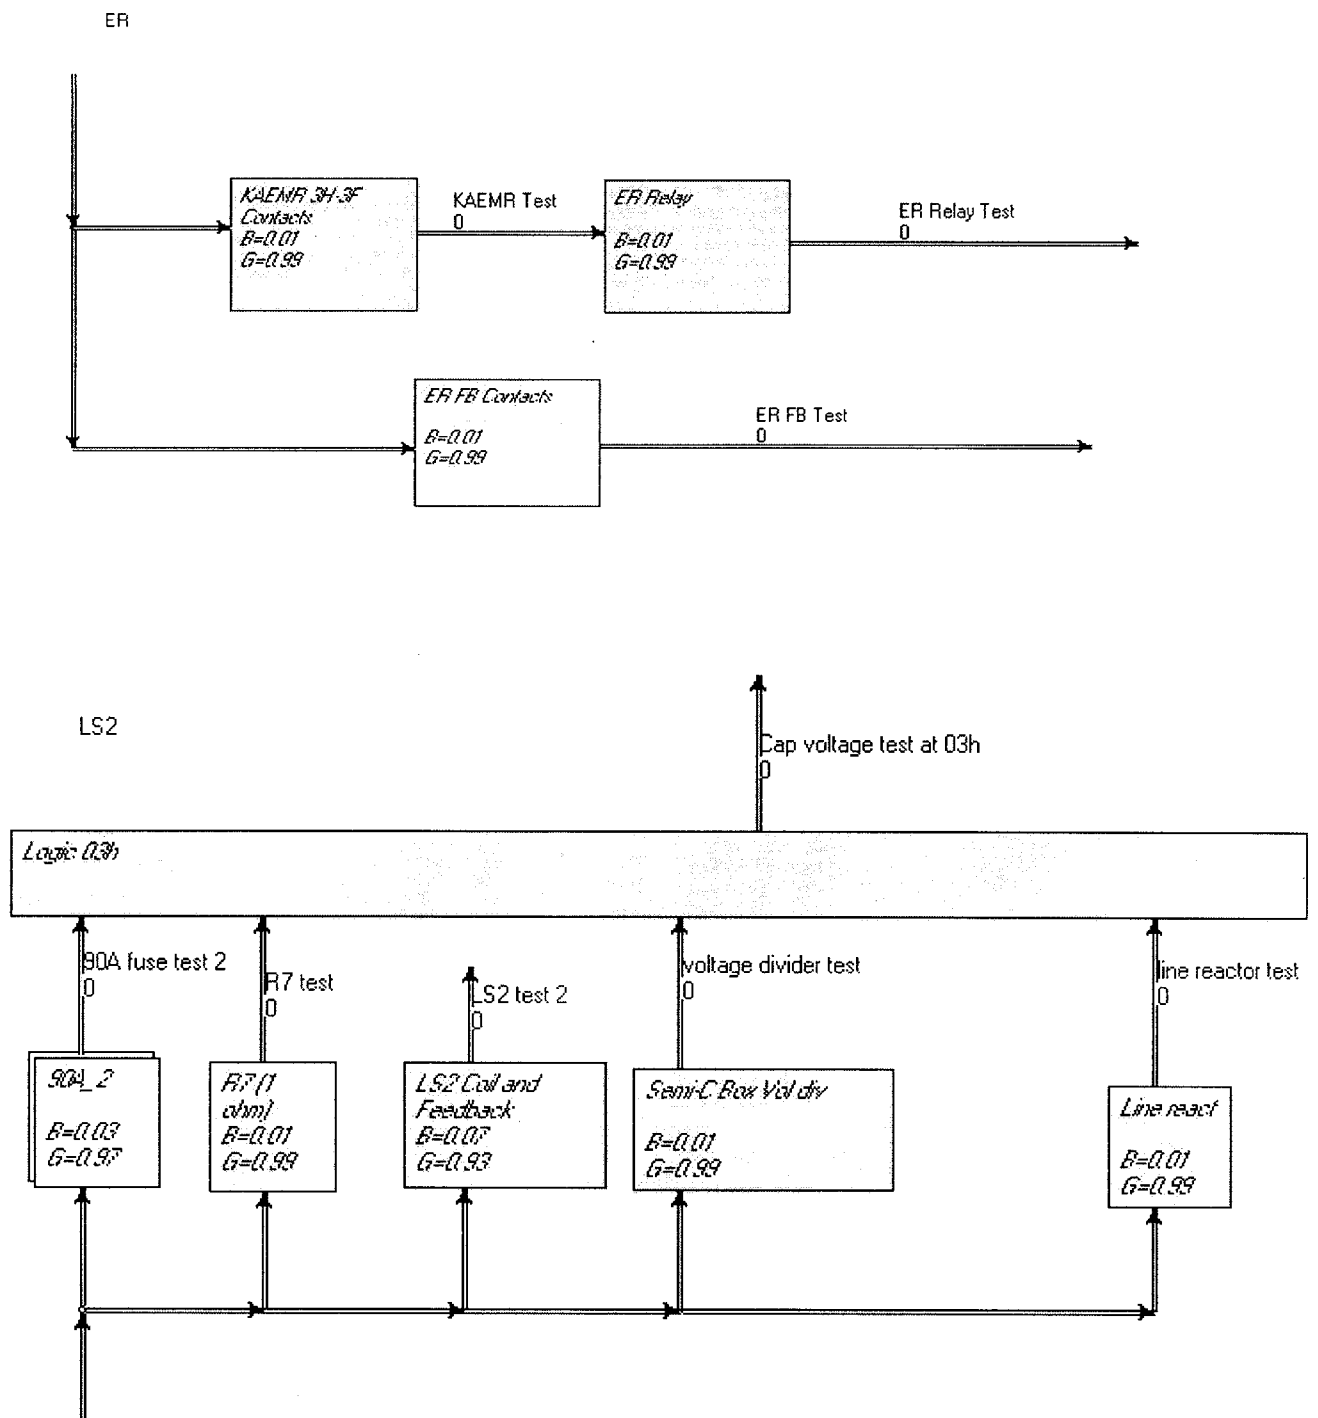 ER
KAEMR 3H-3F
Contacts
B=0.01
G=0.99
KAEMR Test
0
ER Relay
B=0.01
G=0.99
ER Relay Test
0
ER FB Contacts
B=0.01
G=0.99
ER FB Test
0
LS2
Cap voltage test at 03h
0
Logic 03h
90A fuse test 2
0
R7 test
0
LS2 test 2
0
voltage divider test
0
line reactor test
0
90A_2
B=0.03
G=0.97
R7 (1
ohm)
B=0.01
G=0.99
LS2 Coil and
Feedback
B=0.07
G=0.93
Semi-C Box Vol div
B=0.01
G=0.99
Line react
B=0.01
G=0.99